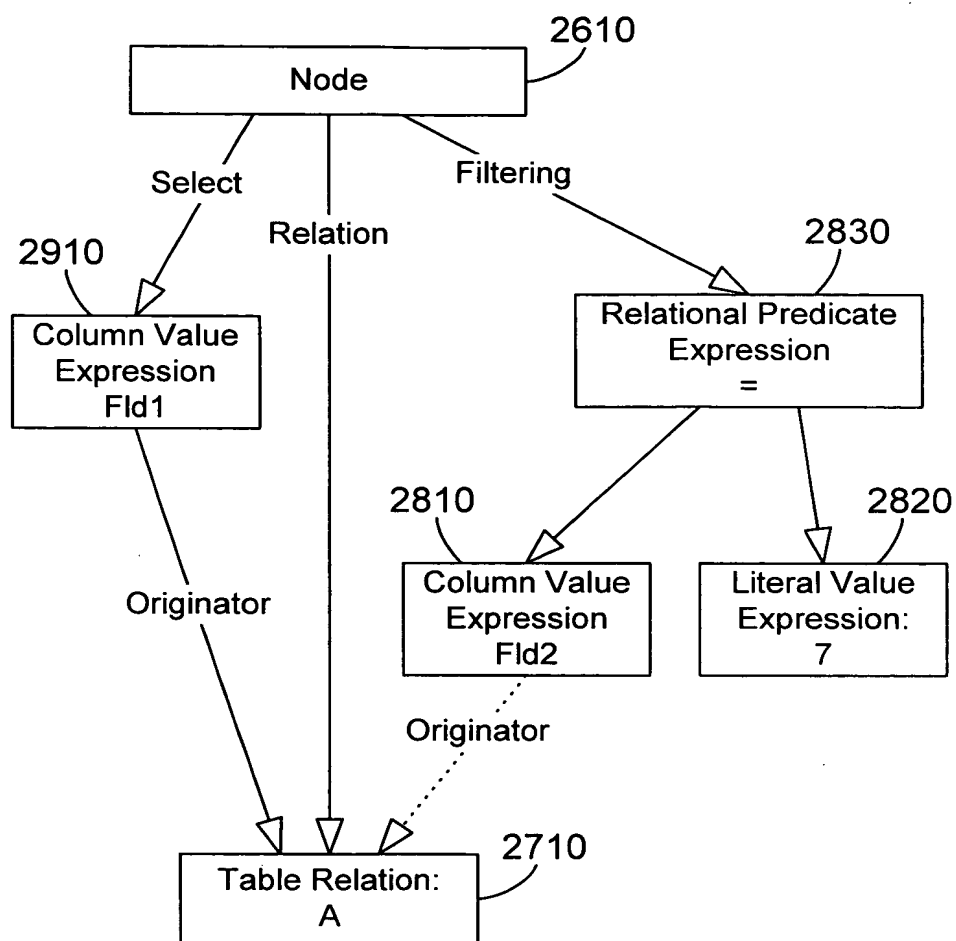 2610
Node
Select
Filtering
Relation
2910
2830
Column Value
Expression
Fld1
Relational Predicate
Expression
=
2810
2820
Column Value
Expression
Fld2
Literal Value
Expression:
7
Originator
Originator
2710
Table Relation:
A